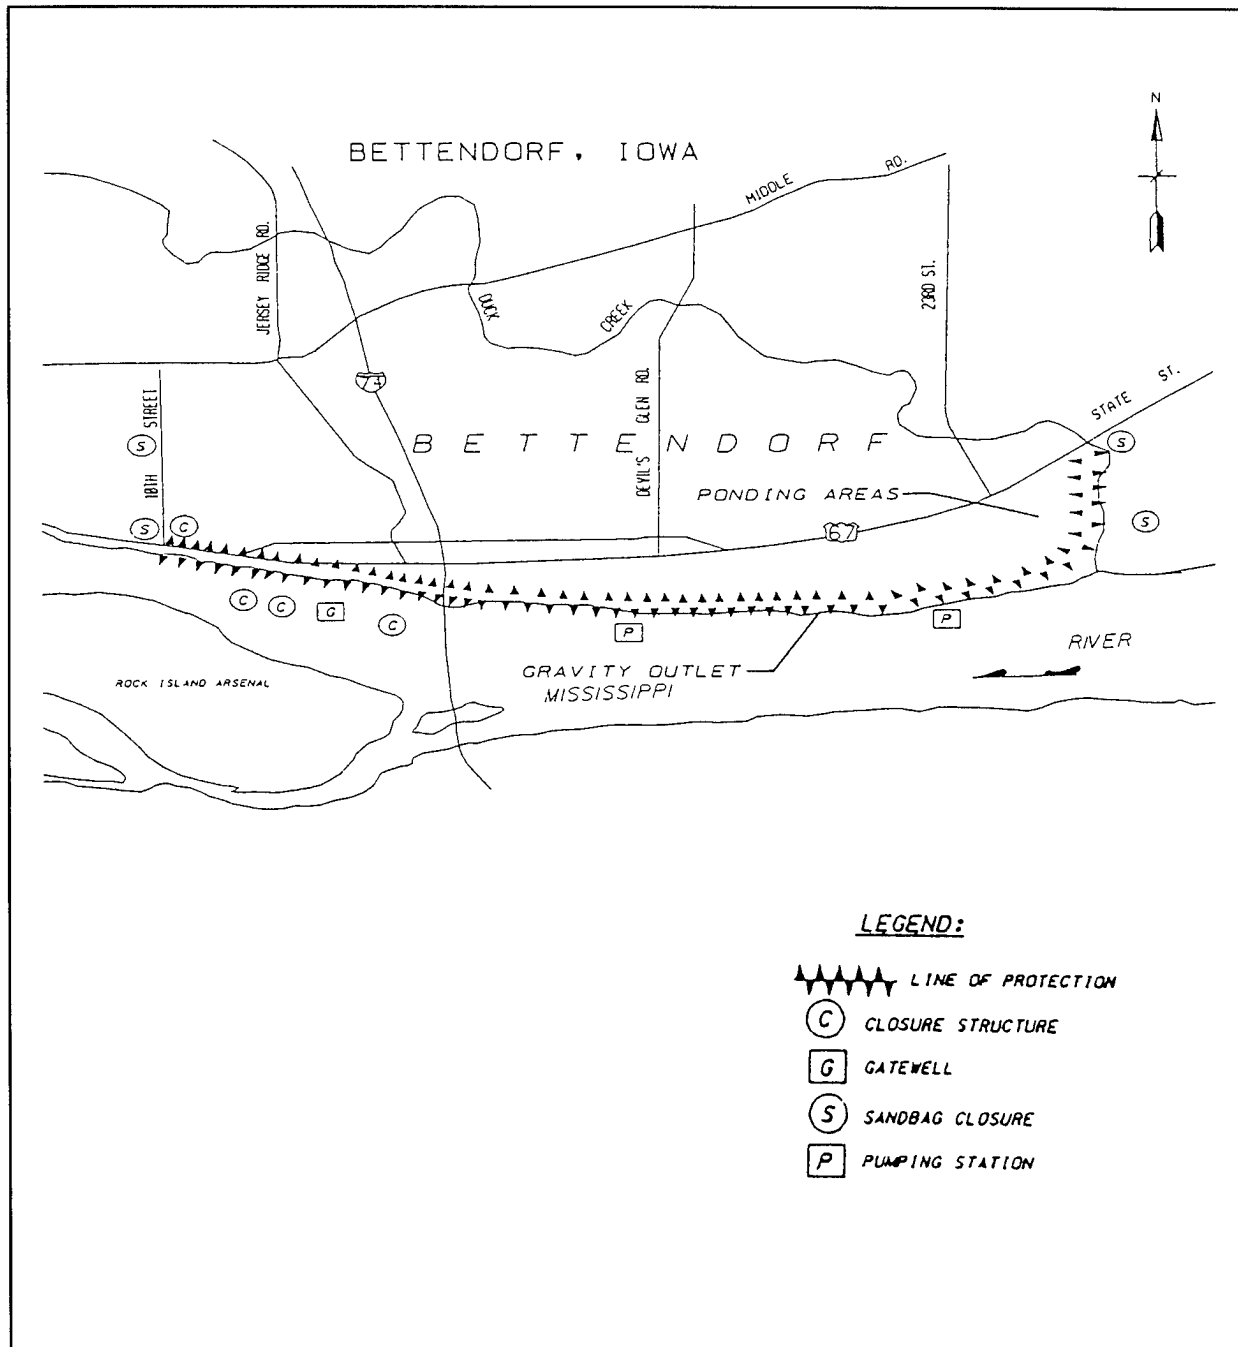 N
BETTENDORF, IOWA
MIDDLE RD.
JERSEY RIDGE RD.
DUCK CREEK
23RD ST.
74
STATE ST.
18TH STREET
DEVIL'S GLEN RD.
BETTENDORF
S
S
PONDING AREAS
S
C
S
67
C
C
G
C
P
P
RIVER
GRAVITY OUTLET
MISSISSIPPI
ROCK ISLAND ARSENAL
LEGEND:
LINE OF PROTECTION
C CLOSURE STRUCTURE
G GATEWELL
S SANDBAG CLOSURE
P PUMPING STATION